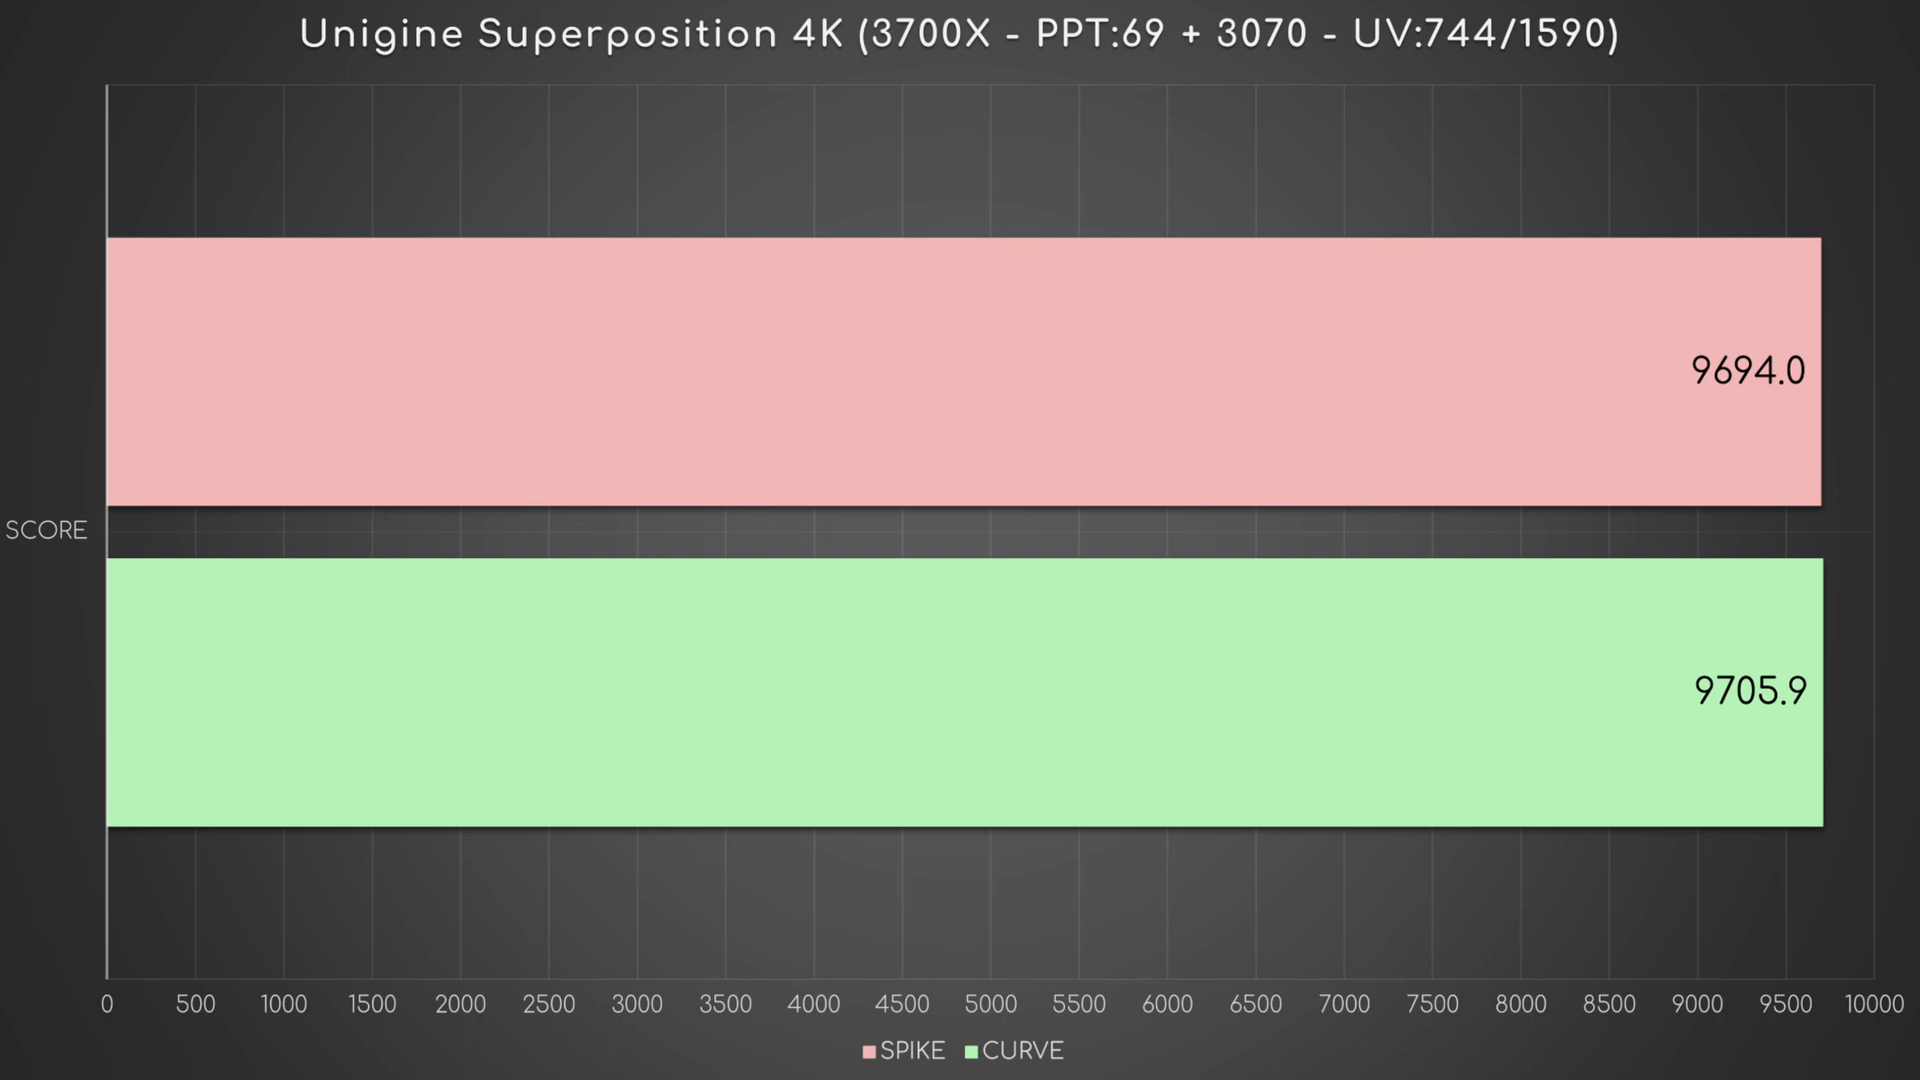 Unigine Superposition 4K (3700X - PPT:69 + 3070 - UV:744/1590)
9694.0
SCORE
9705.9
0 500 1000 1500 2000 2500 3000 3500 4000 4500 5000 5500 6000 6500 7000 7500 8000 8500 9000 9500 10000
SPIKE CURVE